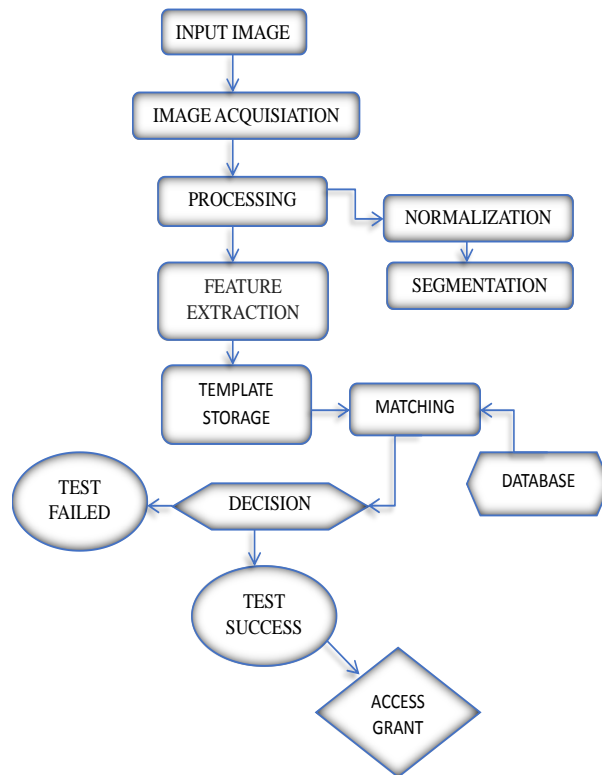 INPUT IMAGE
IMAGE ACQUISIATION
PROCESSING
NORMALIZATION
SEGMENTATION
FEATURE
EXTRACTION
TEMPLATE
STORAGE
MATCHING
DATABASE
TEST
FAILED
DECISION
TEST
SUCCESS
ACCESS
GRANT